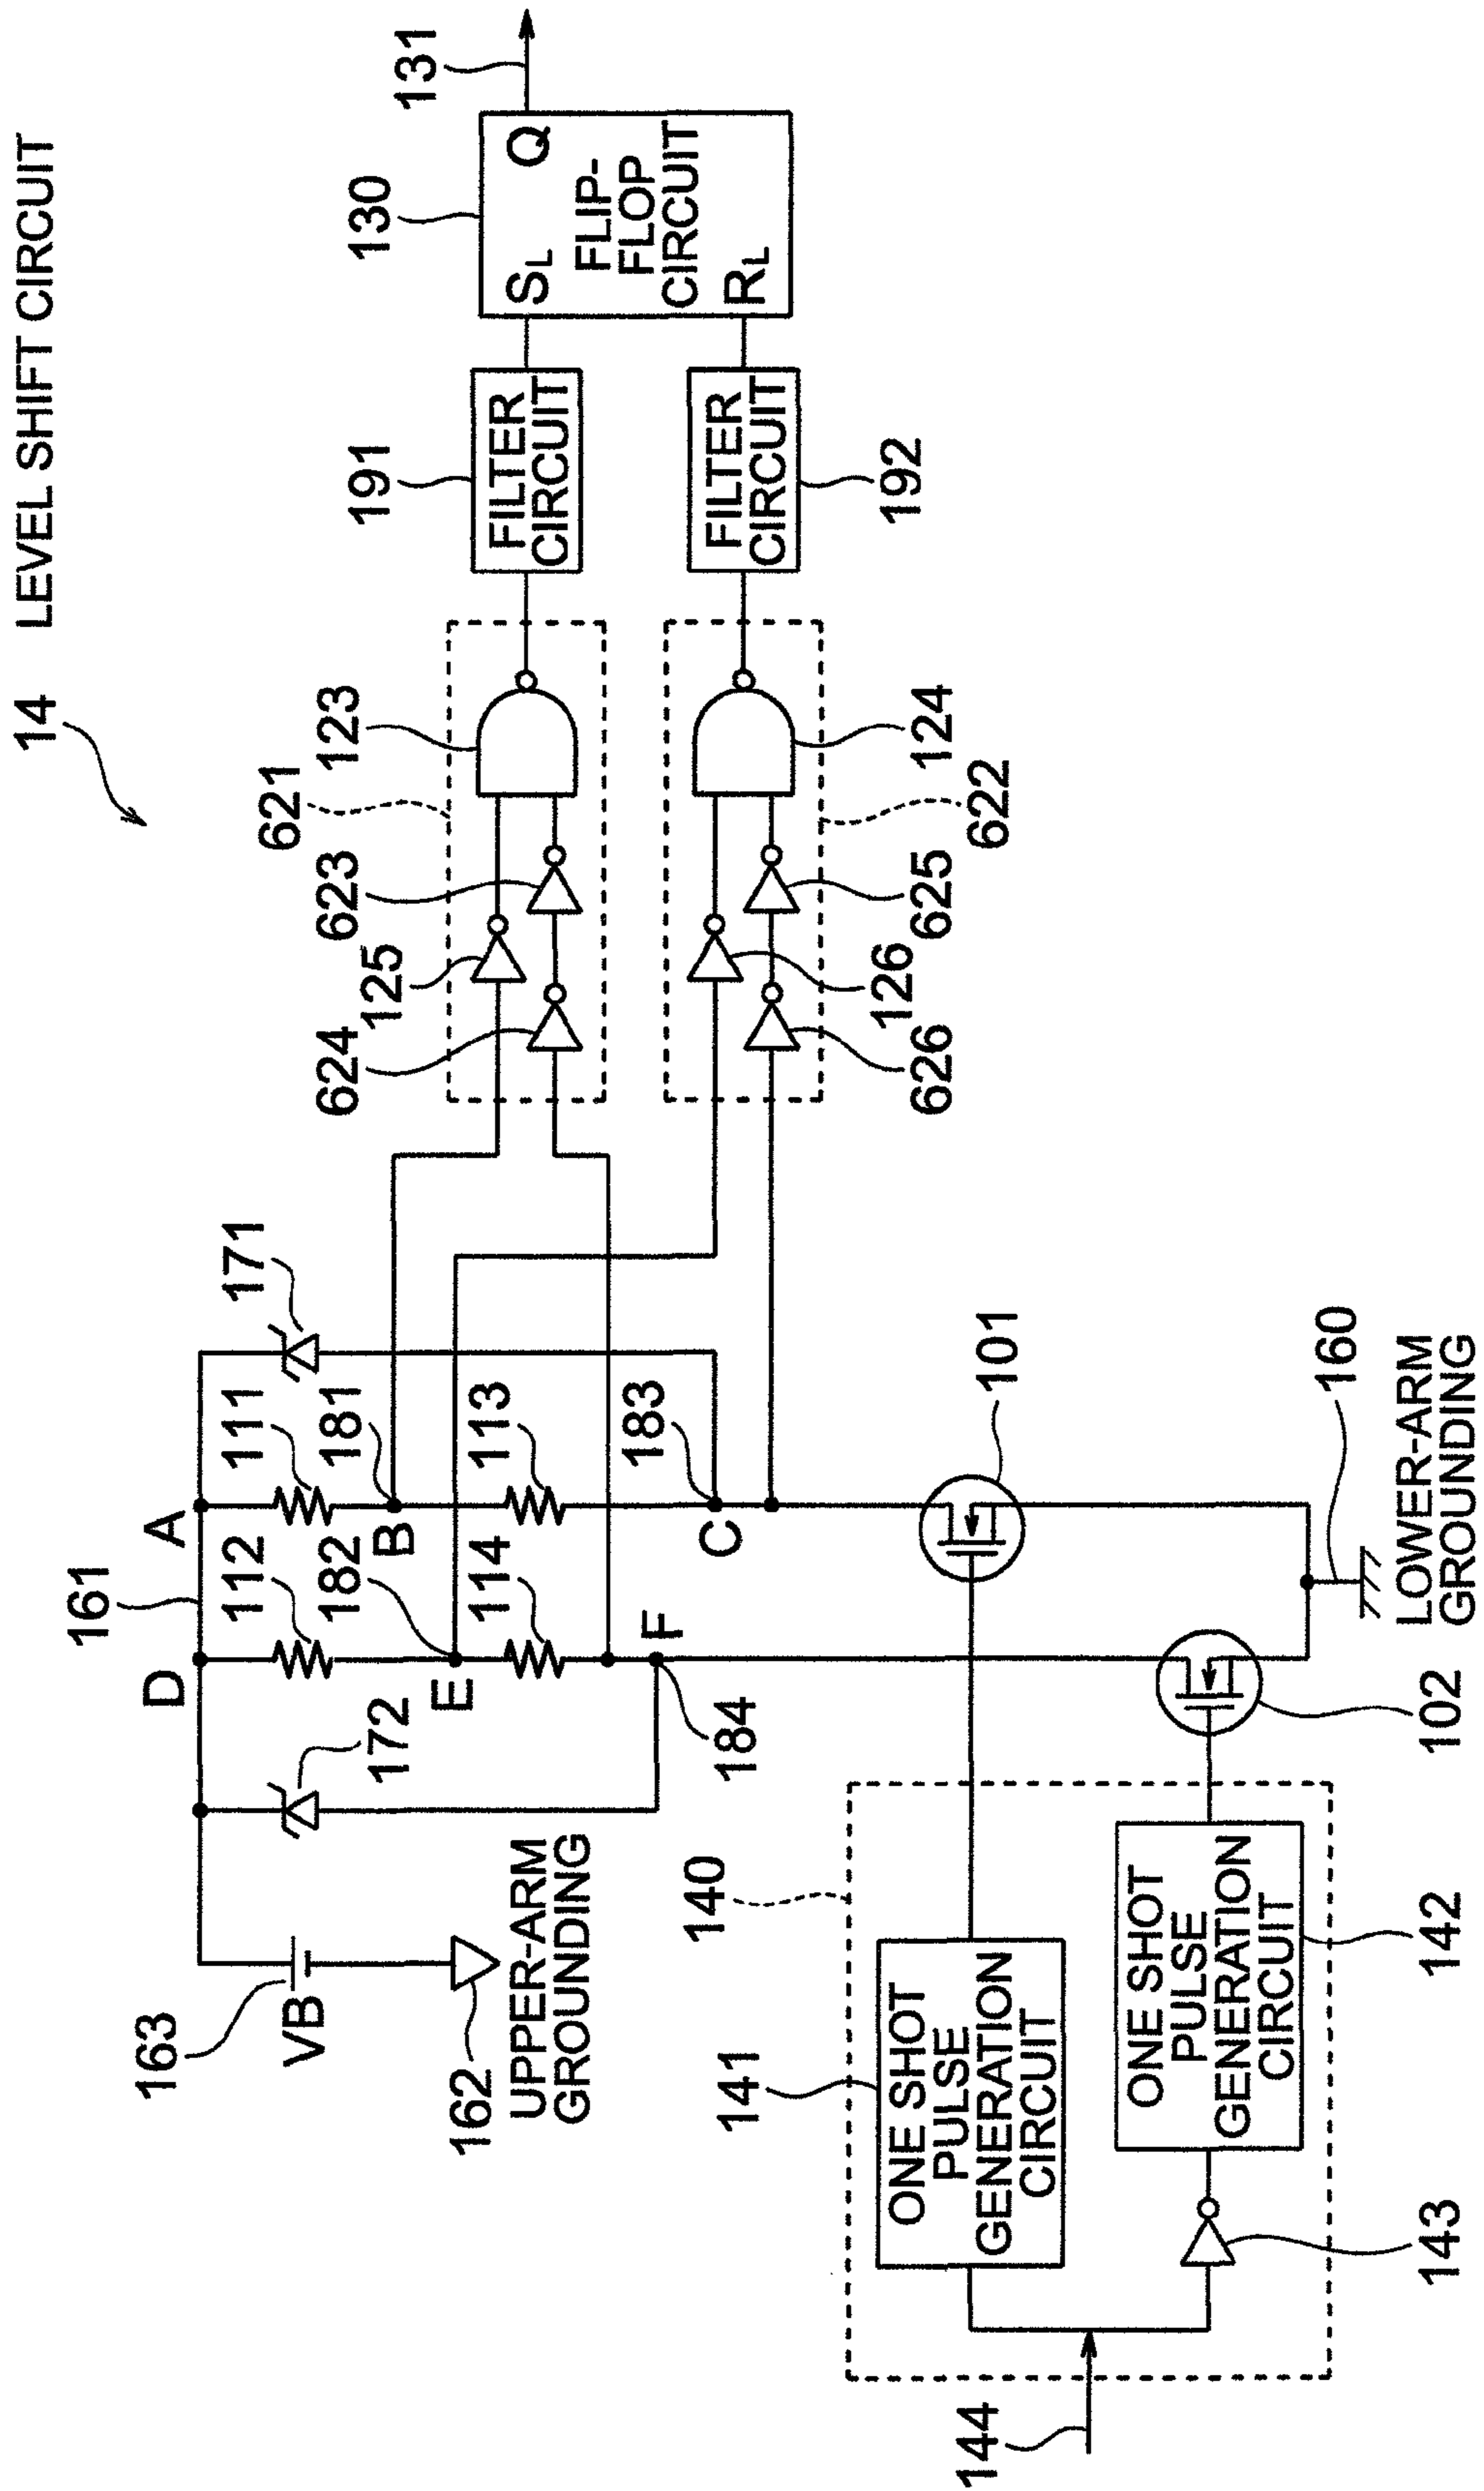 14 LEVEL SHIFT CIRCUIT
161
163
VB
162
UPPER-ARM
GROUNDING
172
D
112
182
E
114
F
184
A
111
181
B
113
183
C
171
624
125
623
621
123
626
126
625
622
124
191
FILTER
CIRCUIT
FILTER
CIRCUIT
192
130
SL
Q
FLIP-
FLOP
CIRCUIT
RL
131
140
144
141
ONE SHOT
PULSE
GENERATION
CIRCUIT
143
ONE SHOT
PULSE
GENERATION
CIRCUIT
142
101
102
160
LOWER-ARM
GROUNDING